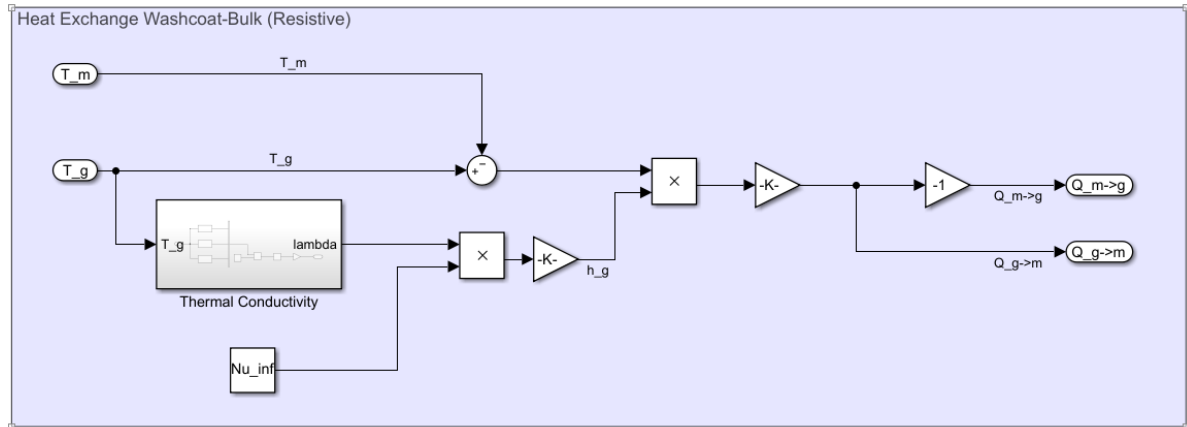 Heat Exchange Washcoat-Bulk (Resistive)
T_m
T_m
T_g
T_g
+
−
×
-K-
-1
Q_m->g
Q_m->g
T_g
lambda
×
-K-
h_g
Q_g->m
Q_g->m
Thermal Conductivity
Nu_inf